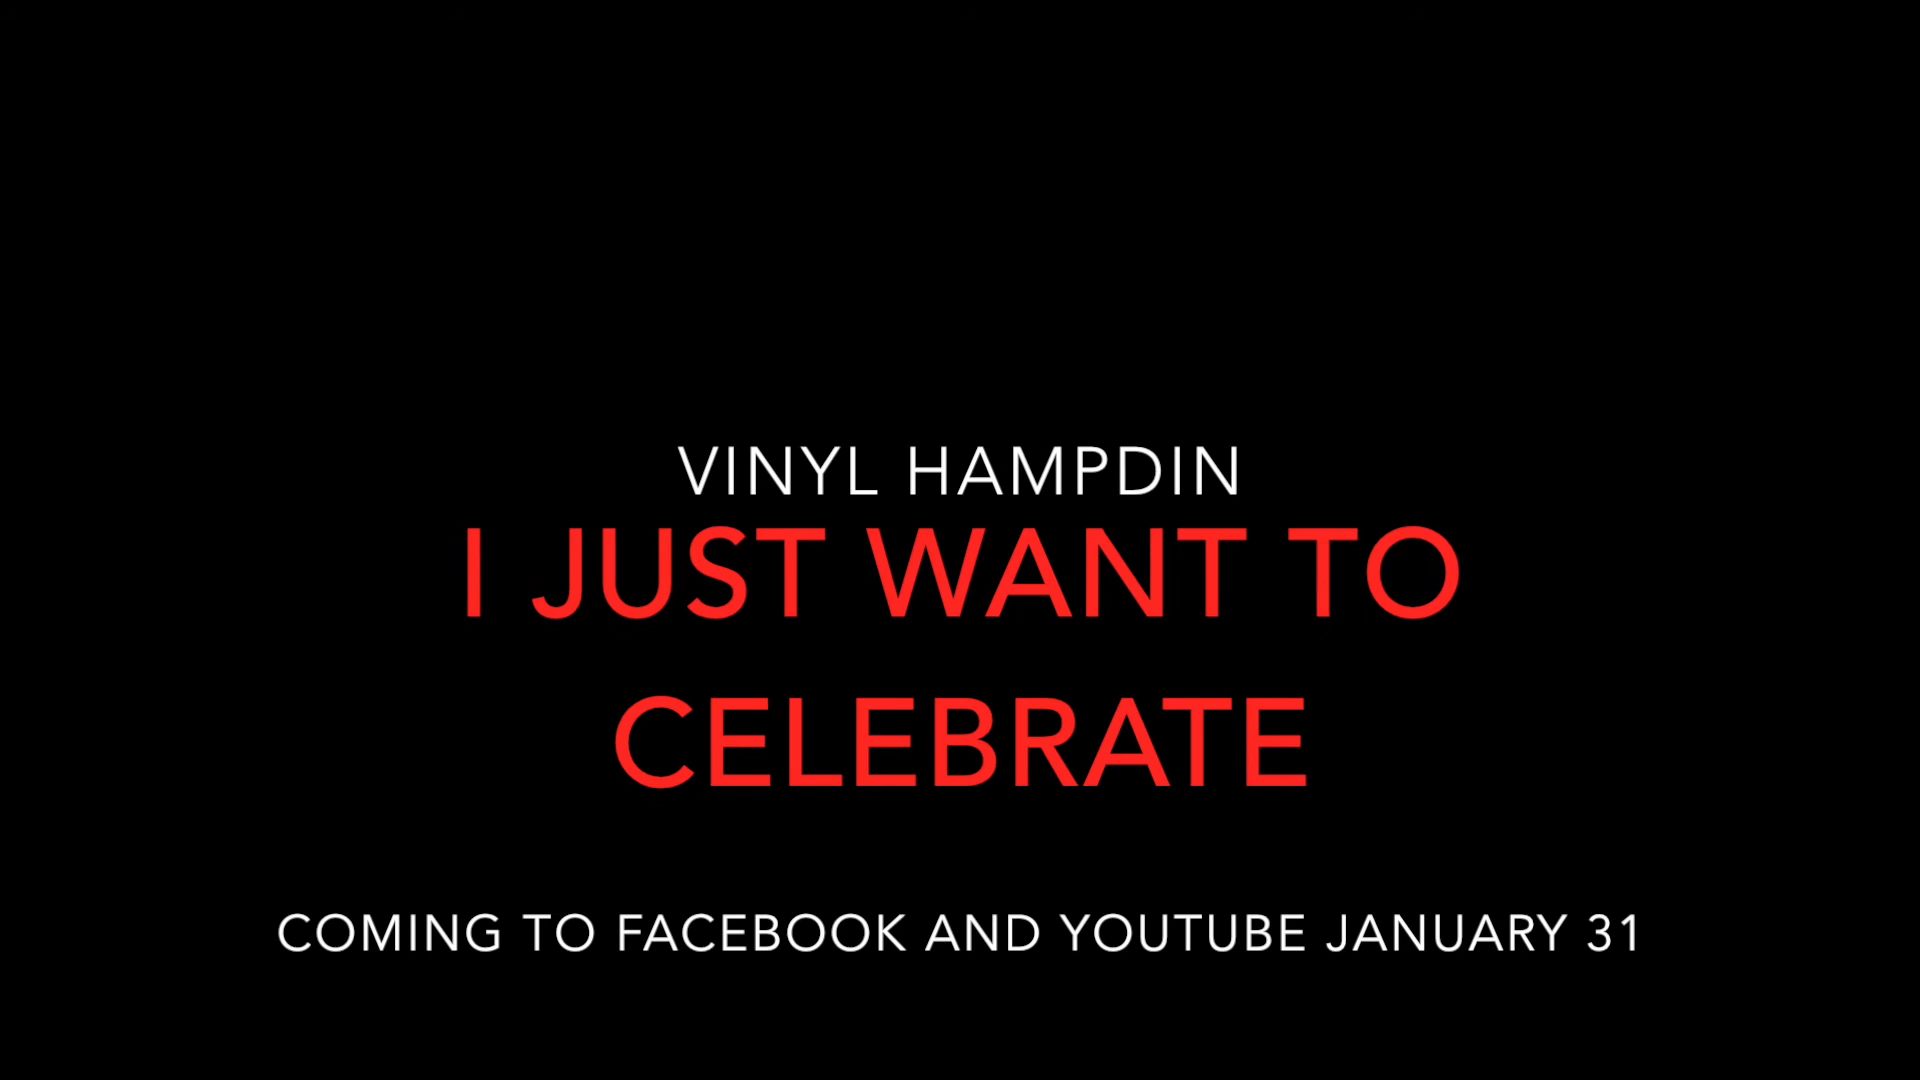 VINYL HAMPDIN
I JUST WANT TO
CELEBRATE
COMING TO FACEBOOK AND YOUTUBE JANUARY 31